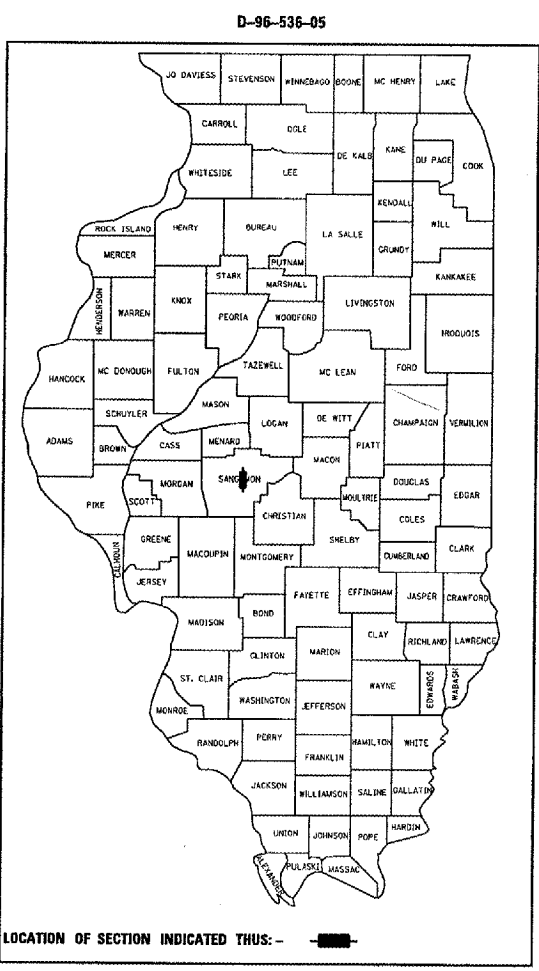 D-96-536-05
JO DAVIESS STEVENSON WINNEBAGO BOONE MC HENRY LAKE
CARROLL OGLE
DE KALB KANE DU PAGE COOK
WHITESIDE LEE
KENDALL
ROCK ISLAND HENRY BUREAU LA SALLE WILL
MERCER GRUNDY
PUTNAM
STARK MARSHALL KANKAKEE
HENDERSON WARREN KNOX PEORIA WOODFORD LIVINGSTON IROQUOIS
HANCOCK MC DONOUGH FULTON TAZEWELL MC LEAN FORD
MASON
SCHUYLER LOGAN DE WITT CHAMPAIGN VERMILION
ADAMS BROWN CASS MENARD PIATT
MACON
PIKE SCOTT MORGAN SANGAMON DOUGLAS EDGAR
MOULTRIE
CHRISTIAN COLES
CALHOUN GREENE MACOUPIN MONTGOMERY SHELBY CUMBERLAND CLARK
JERSEY
FAYETTE EFFINGHAM JASPER CRAWFORD
MADISON BOND
CLAY RICHLAND LAWRENCE
CLINTON MARION
ST. CLAIR WAYNE EDWARDS WABASH
WASHINGTON JEFFERSON
MONROE
RANDOLPH PERRY HAMILTON WHITE
FRANKLIN
JACKSON WILLIAMSON SALINE GALLATIN
UNION JOHNSON POPE HARDIN
ALEXANDER PULASKI MASSAC
LOCATION OF SECTION INDICATED THUS: -